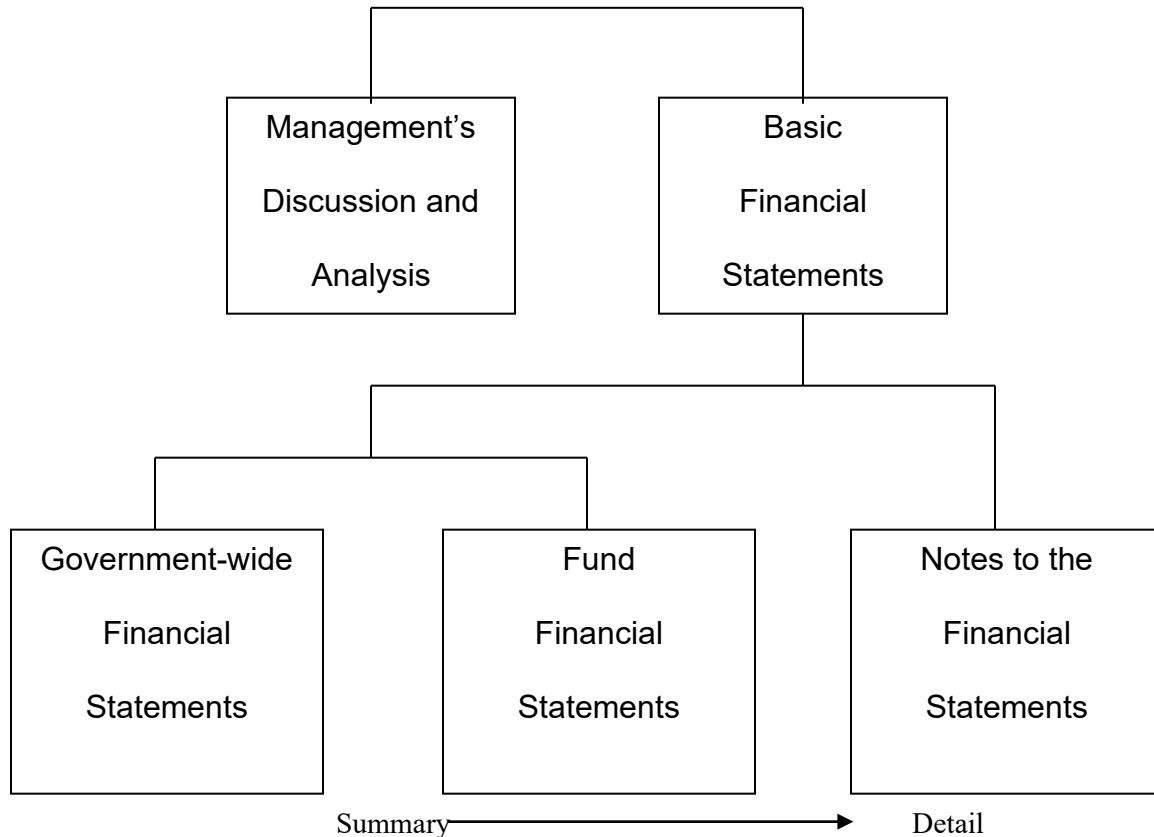 Management’s
Discussion and
Analysis
Basic
Financial
Statements
Government-wide
Financial
Statements
Fund
Financial
Statements
Notes to the
Financial
Statements
Summary
Detail